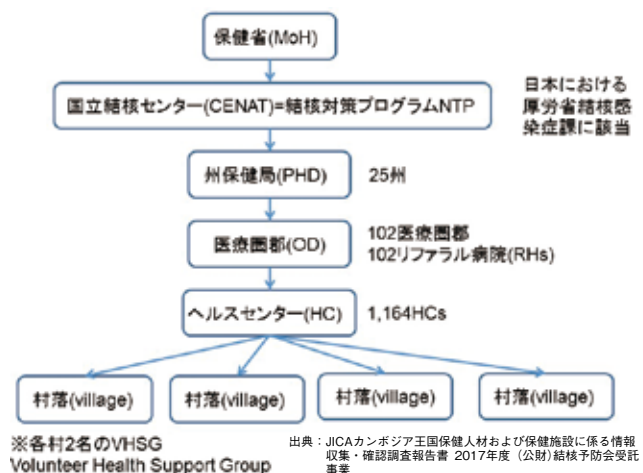 保健省(MoH)
国立結核センター(CENAT)=結核対策プログラムNTP
日本における
厚労省結核感
染症課に該当
州保健局(PHD)
25州
医療圏郡(OD)
102医療圏郡
102リファラル病院(RHs)
ヘルスセンター(HC)
1,164HCs
村落(village)
村落(village)
村落(village)
村落(village)
※各村2名のVHSG
Volunteer Health Support Group
出典：JICAカンボジア王国保健人材および保健施設に係る情報
収集・確認調査報告書 2017年度（公財)結核予防会受託
事業